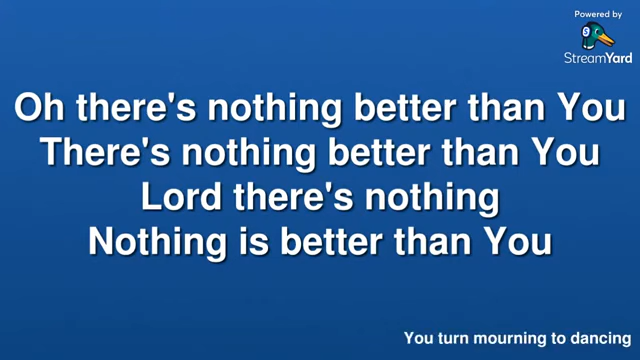 Powered by
StreamYard
Oh there's nothing better than You
There's nothing better than You
Lord there's nothing
Nothing is better than You
You turn mourning to dancing